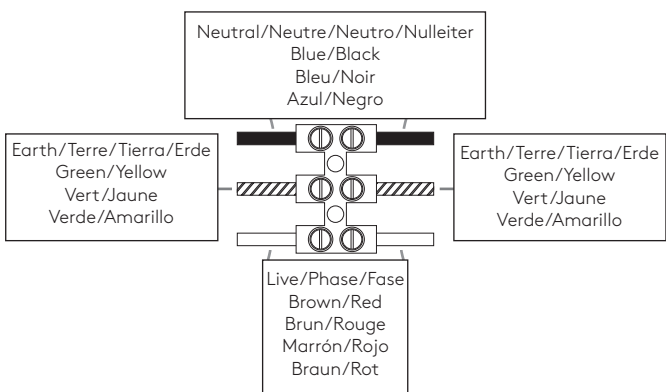 Neutral/Neutre/Neutro/Nulleiter
Blue/Black
Bleu/Noir
Azul/Negro
Earth/Terre/Tierra/Erde
Green/Yellow
Vert/Jaune
Verde/Amarillo
Earth/Terre/Tierra/Erde
Green/Yellow
Vert/Jaune
Verde/Amarillo
Live/Phase/Fase
Brown/Red
Brun/Rouge
Marrón/Rojo
Braun/Rot